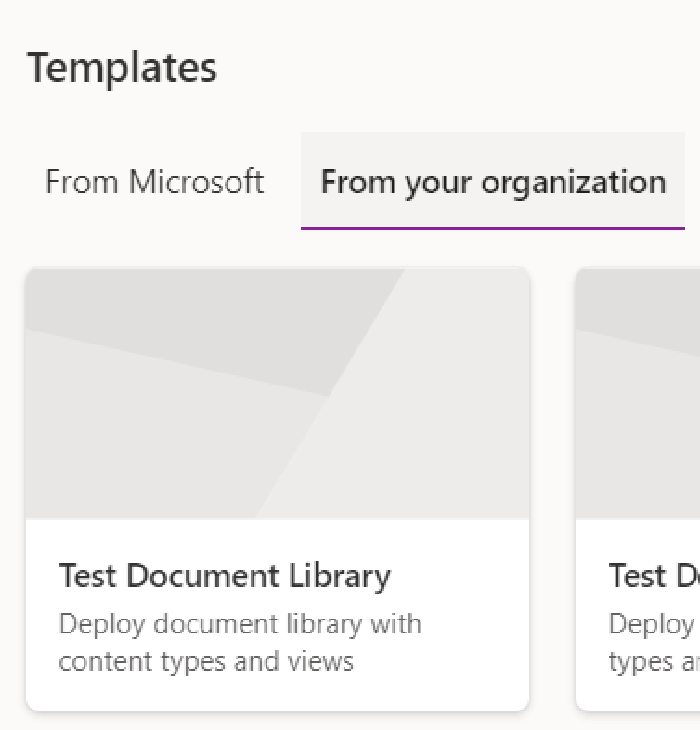 Templates
From Microsoft From your organization
Test Document Library
Deploy document library with
content types and views
Test
Deploy
types